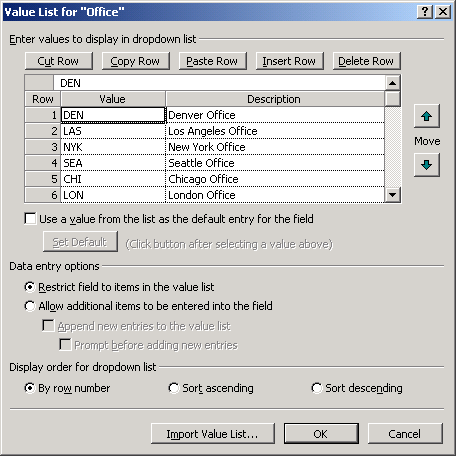 Value List for "Office"
Enter values to display in dropdown list
Cut Row Copy Row Paste Row Insert Row Delete Row
DEN
Row Value Description
1 DEN Denver Office
2 LAS Los Angeles Office
3 NYK New York Office
4 SEA Seattle Office
5 CHI Chicago Office
6 LON London Office
Move
Use a value from the list as the default entry for the field
Set Default (Click button after selecting a value above)
Data entry options
Restrict field to items in the value list
Allow additional items to be entered into the field
Append new entries to the value list
Prompt before adding new entries
Display order for dropdown list
By row number Sort ascending Sort descending
Import Value List... OK Cancel